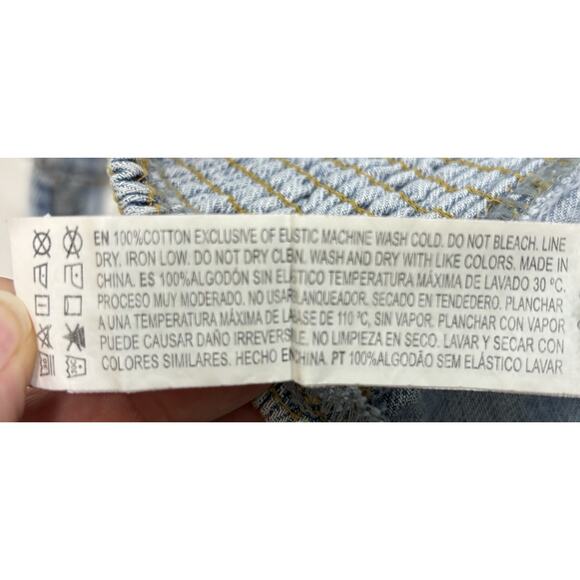 EN 100%COTTON EXCLUSIVE OF ELASTIC MACHINE WASH COLD. DO NOT BLEACH. LINE
DRY. IRON LOW. DO NOT DRY CLEAN. WASH AND DRY WITH LIKE COLORS. MADE IN
CHINA. ES 100%ALGODÓN SIN ELÁSTICO TEMPERATURA MÁXIMA DE LAVADO 30 ºC.
PROCESO MUY MODERADO. NO USAR BLANQUEADOR. SECADO EN TENDEDERO. PLANCHAR
A UNA TEMPERATURA MÁXIMA DE LA BASE DE 110 ºC, SIN VAPOR. PLANCHAR CON VAPOR
PUEDE CAUSAR DAÑO IRREVERSIBLE. NO LIMPIEZA EN SECO. LAVAR Y SECAR CON
COLORES SIMILARES. HECHO EN CHINA. PT 100%ALGODÃO SEM ELÁSTICO LAVAR